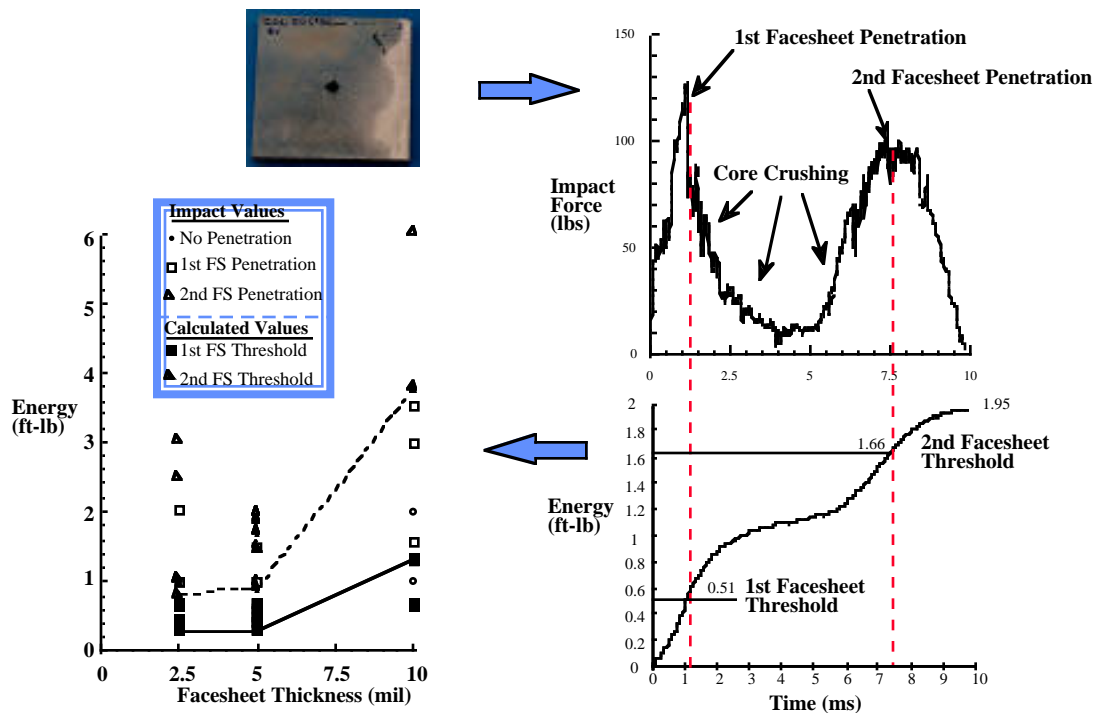 150
100
50
0
Impact
Force
(lbs)
1st Facesheet Penetration
2nd Facesheet Penetration
Core Crushing
0 2.5 5 7.5 10
Impact Values
No Penetration
1st FS Penetration
2nd FS Penetration
Calculated Values
1st FS Threshold
2nd FS Threshold
6
5
4
3
2
1
0
Energy
(ft-lb)
0 2.5 5 7.5 10
Facesheet Thickness (mil)
2
1.8
1.6
1.4
1.2
1
0.8
0.6
0.4
0.2
0
Energy
(ft-lb)
1.95
1.66
2nd Facesheet
Threshold
0.51
1st Facesheet
Threshold
0 1 2 3 4 5 6 7 8 9 10
Time (ms)